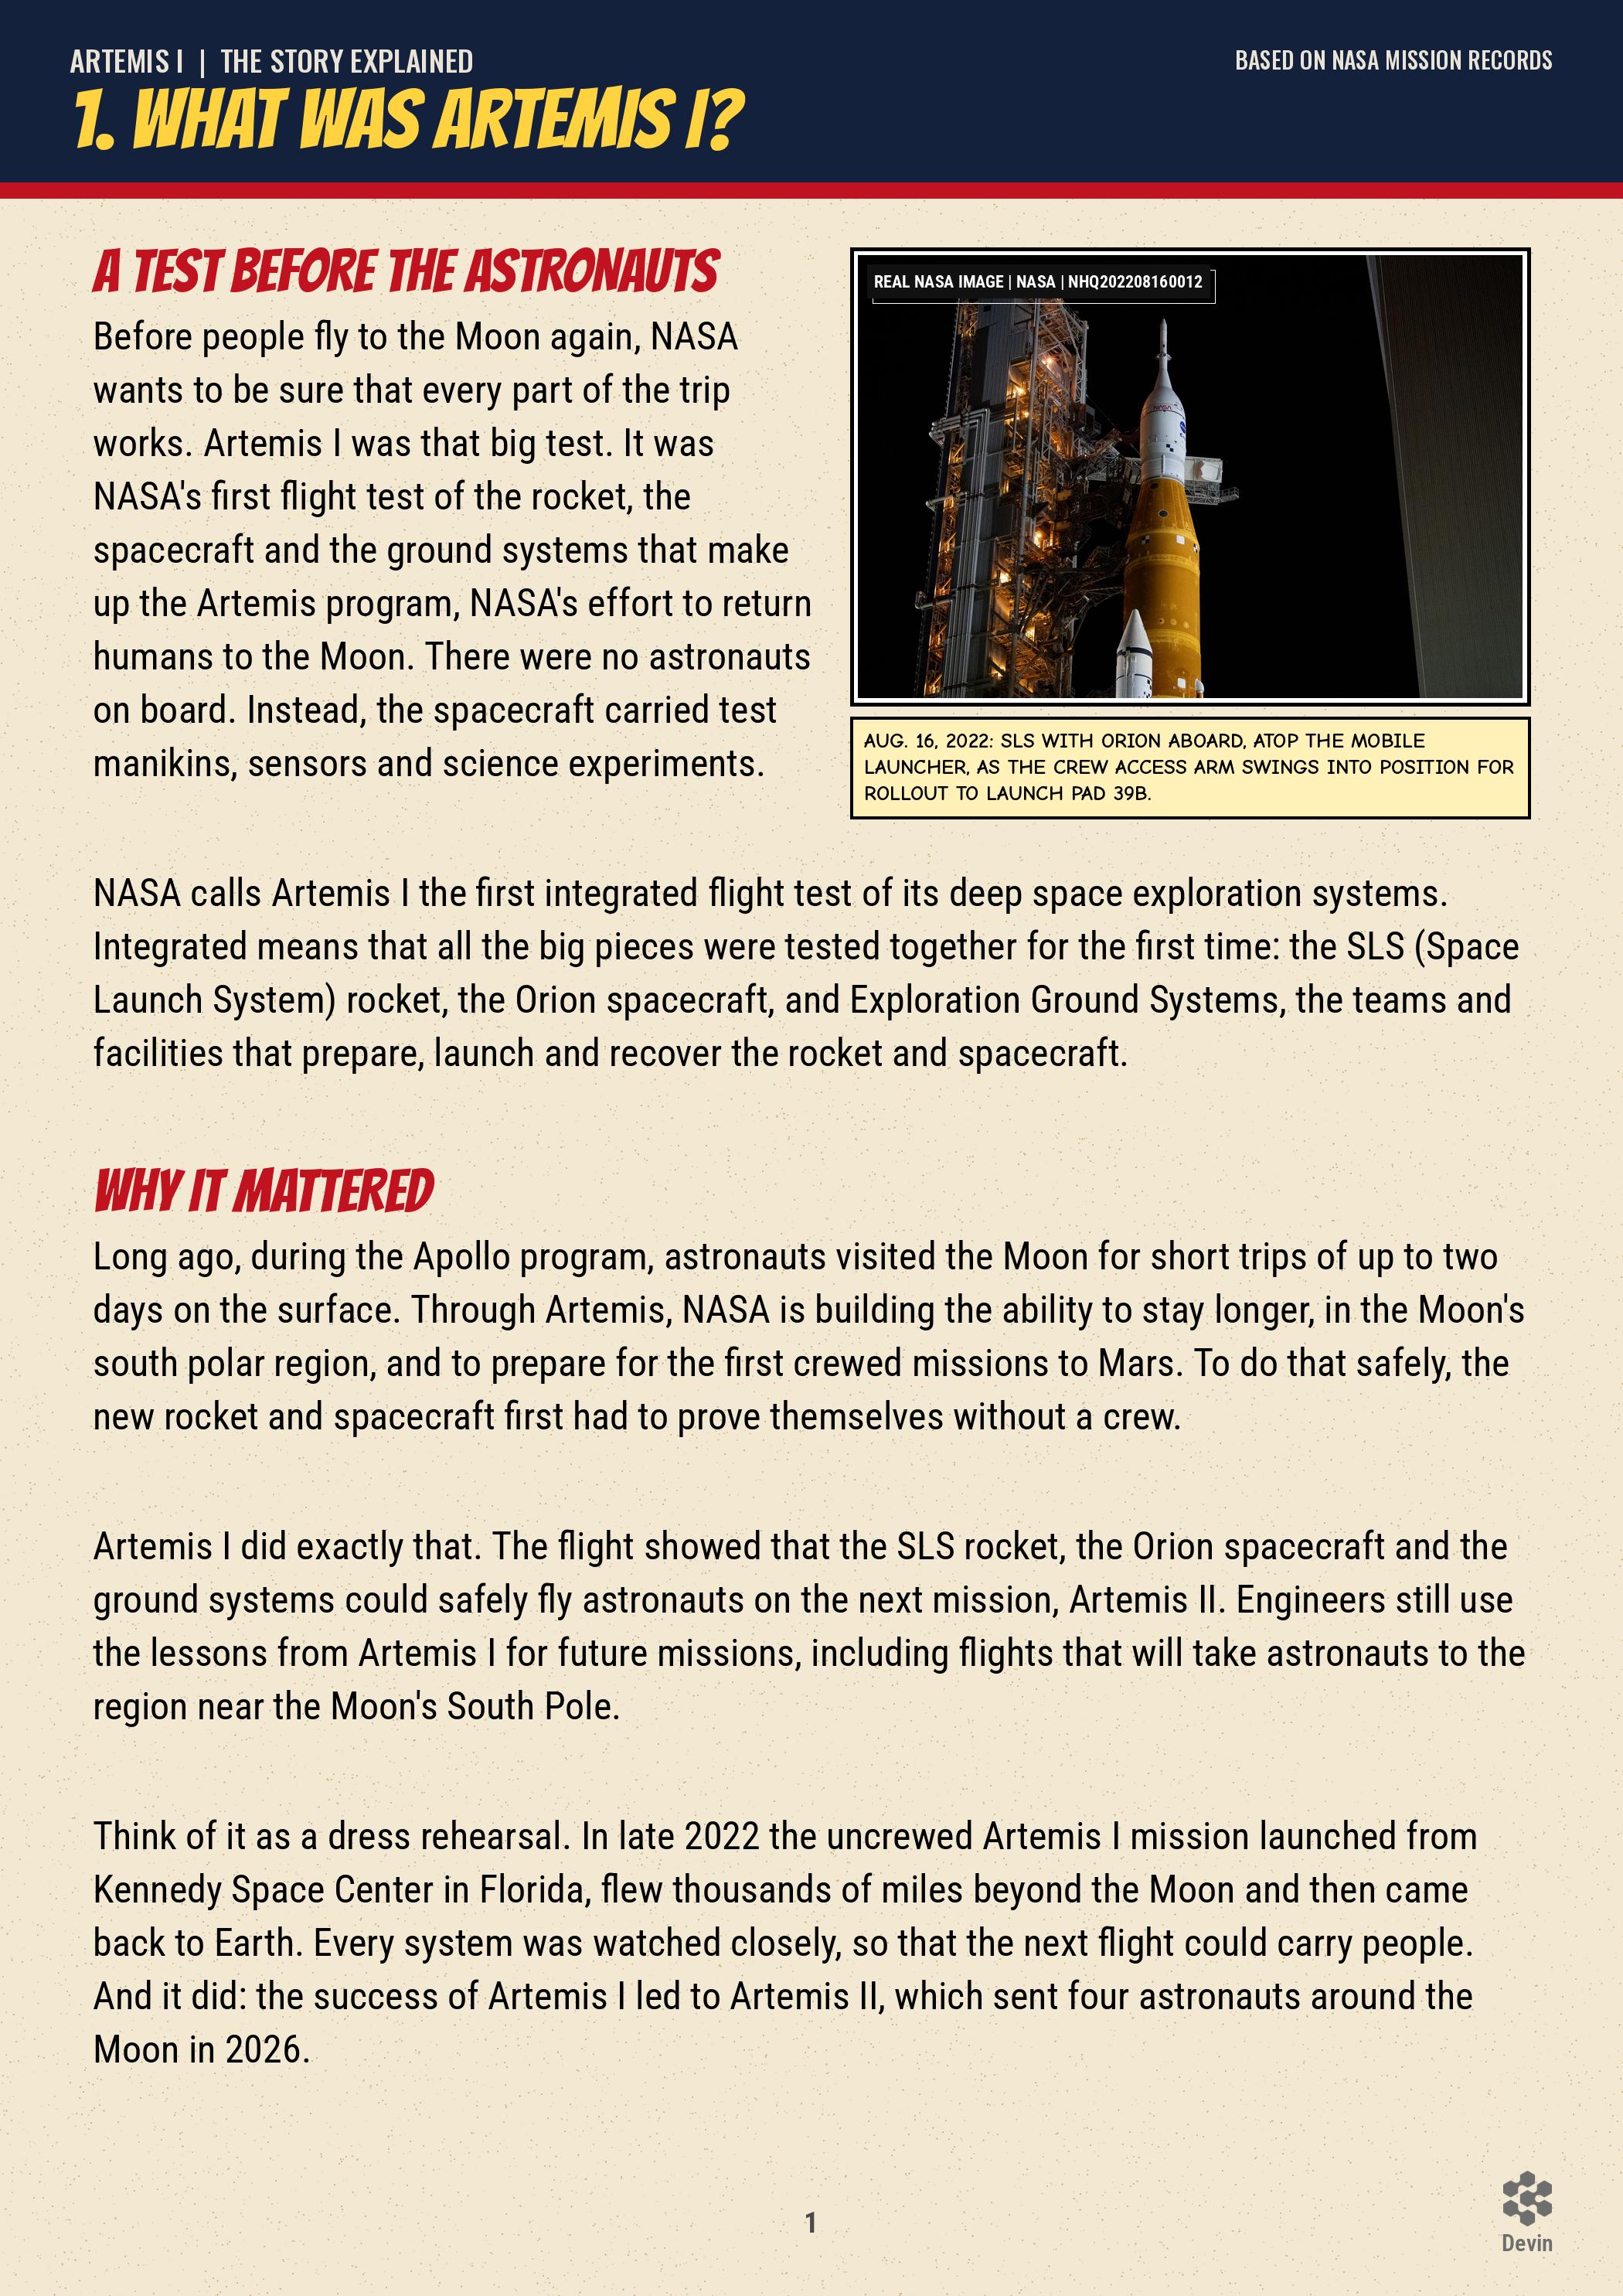 ARTEMIS I | THE STORY EXPLAINED
BASED ON NASA MISSION RECORDS
1. WHAT WAS ARTEMIS I?
A TEST BEFORE THE ASTRONAUTS
Before people fly to the Moon again, NASA
wants to be sure that every part of the trip
works. Artemis I was that big test. It was
NASA's first flight test of the rocket, the
spacecraft and the ground systems that make
up the Artemis program, NASA's effort to return
humans to the Moon. There were no astronauts
on board. Instead, the spacecraft carried test
manikins, sensors and science experiments.
REAL NASA IMAGE | NASA | NHQ202208160012
AUG. 16, 2022: SLS WITH ORION ABOARD, ATOP THE MOBILE
LAUNCHER, AS THE CREW ACCESS ARM SWINGS INTO POSITION FOR
ROLLOUT TO LAUNCH PAD 39B.
NASA calls Artemis I the first integrated flight test of its deep space exploration systems.
Integrated means that all the big pieces were tested together for the first time: the SLS (Space
Launch System) rocket, the Orion spacecraft, and Exploration Ground Systems, the teams and
facilities that prepare, launch and recover the rocket and spacecraft.
WHY IT MATTERED
Long ago, during the Apollo program, astronauts visited the Moon for short trips of up to two
days on the surface. Through Artemis, NASA is building the ability to stay longer, in the Moon's
south polar region, and to prepare for the first crewed missions to Mars. To do that safely, the
new rocket and spacecraft first had to prove themselves without a crew.
Artemis I did exactly that. The flight showed that the SLS rocket, the Orion spacecraft and the
ground systems could safely fly astronauts on the next mission, Artemis II. Engineers still use
the lessons from Artemis I for future missions, including flights that will take astronauts to the
region near the Moon's South Pole.
Think of it as a dress rehearsal. In late 2022 the uncrewed Artemis I mission launched from
Kennedy Space Center in Florida, flew thousands of miles beyond the Moon and then came
back to Earth. Every system was watched closely, so that the next flight could carry people.
And it did: the success of Artemis I led to Artemis II, which sent four astronauts around the
Moon in 2026.
1
Devin